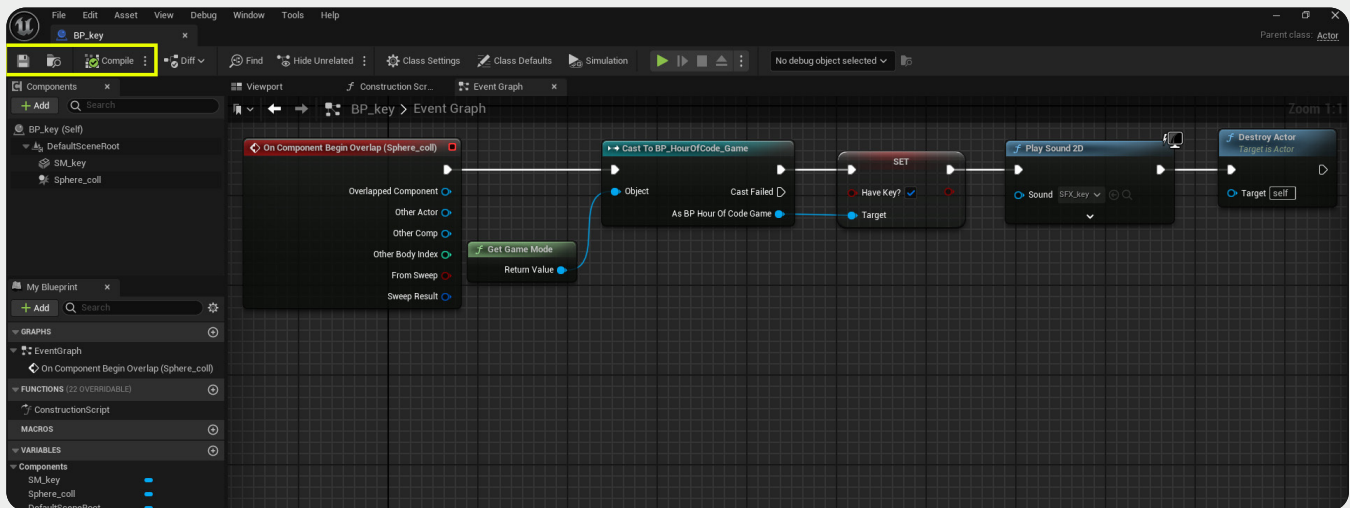 File Edit Asset View Debug Window Tools Help
BP_key
Parent class: Actor
Compile Diff Find Hide Unrelated Class Settings Class Defaults Simulation No debug object selected
Components
Viewport Construction Scr... Event Graph
+ Add Search
BP_key > Event Graph Zoom 1:1
BP_key (Self)
DefaultSceneRoot
SM_key
Sphere_coll
On Component Begin Overlap (Sphere_coll)
Overlapped Component
Other Actor
Other Comp
Other Body Index
From Sweep
Sweep Result
Get Game Mode
Return Value
Cast To BP_HourOfCode_Game
Object Cast Failed
As BP Hour Of Code Game
SET
Have Key?
Target
Play Sound 2D
Sound SFX_key
Destroy Actor
Target is Actor
Target self
My Blueprint
+ Add Search
GRAPHS
EventGraph
On Component Begin Overlap (Sphere_coll)
FUNCTIONS (22 OVERRIDABLE)
ConstructionScript
MACROS
VARIABLES
Components
SM_key
Sphere_coll
DefaultSceneRoot